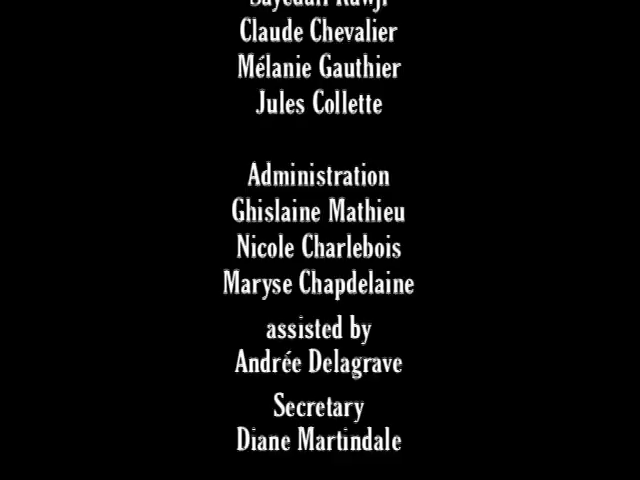 Claude Chevalier
Mélanie Gauthier
Jules Collette
Administration
Ghislaine Mathieu
Nicole Charlebois
Maryse Chapdelaine
assisted by
Andrée Delagrave
Secretary
Diane Martindale